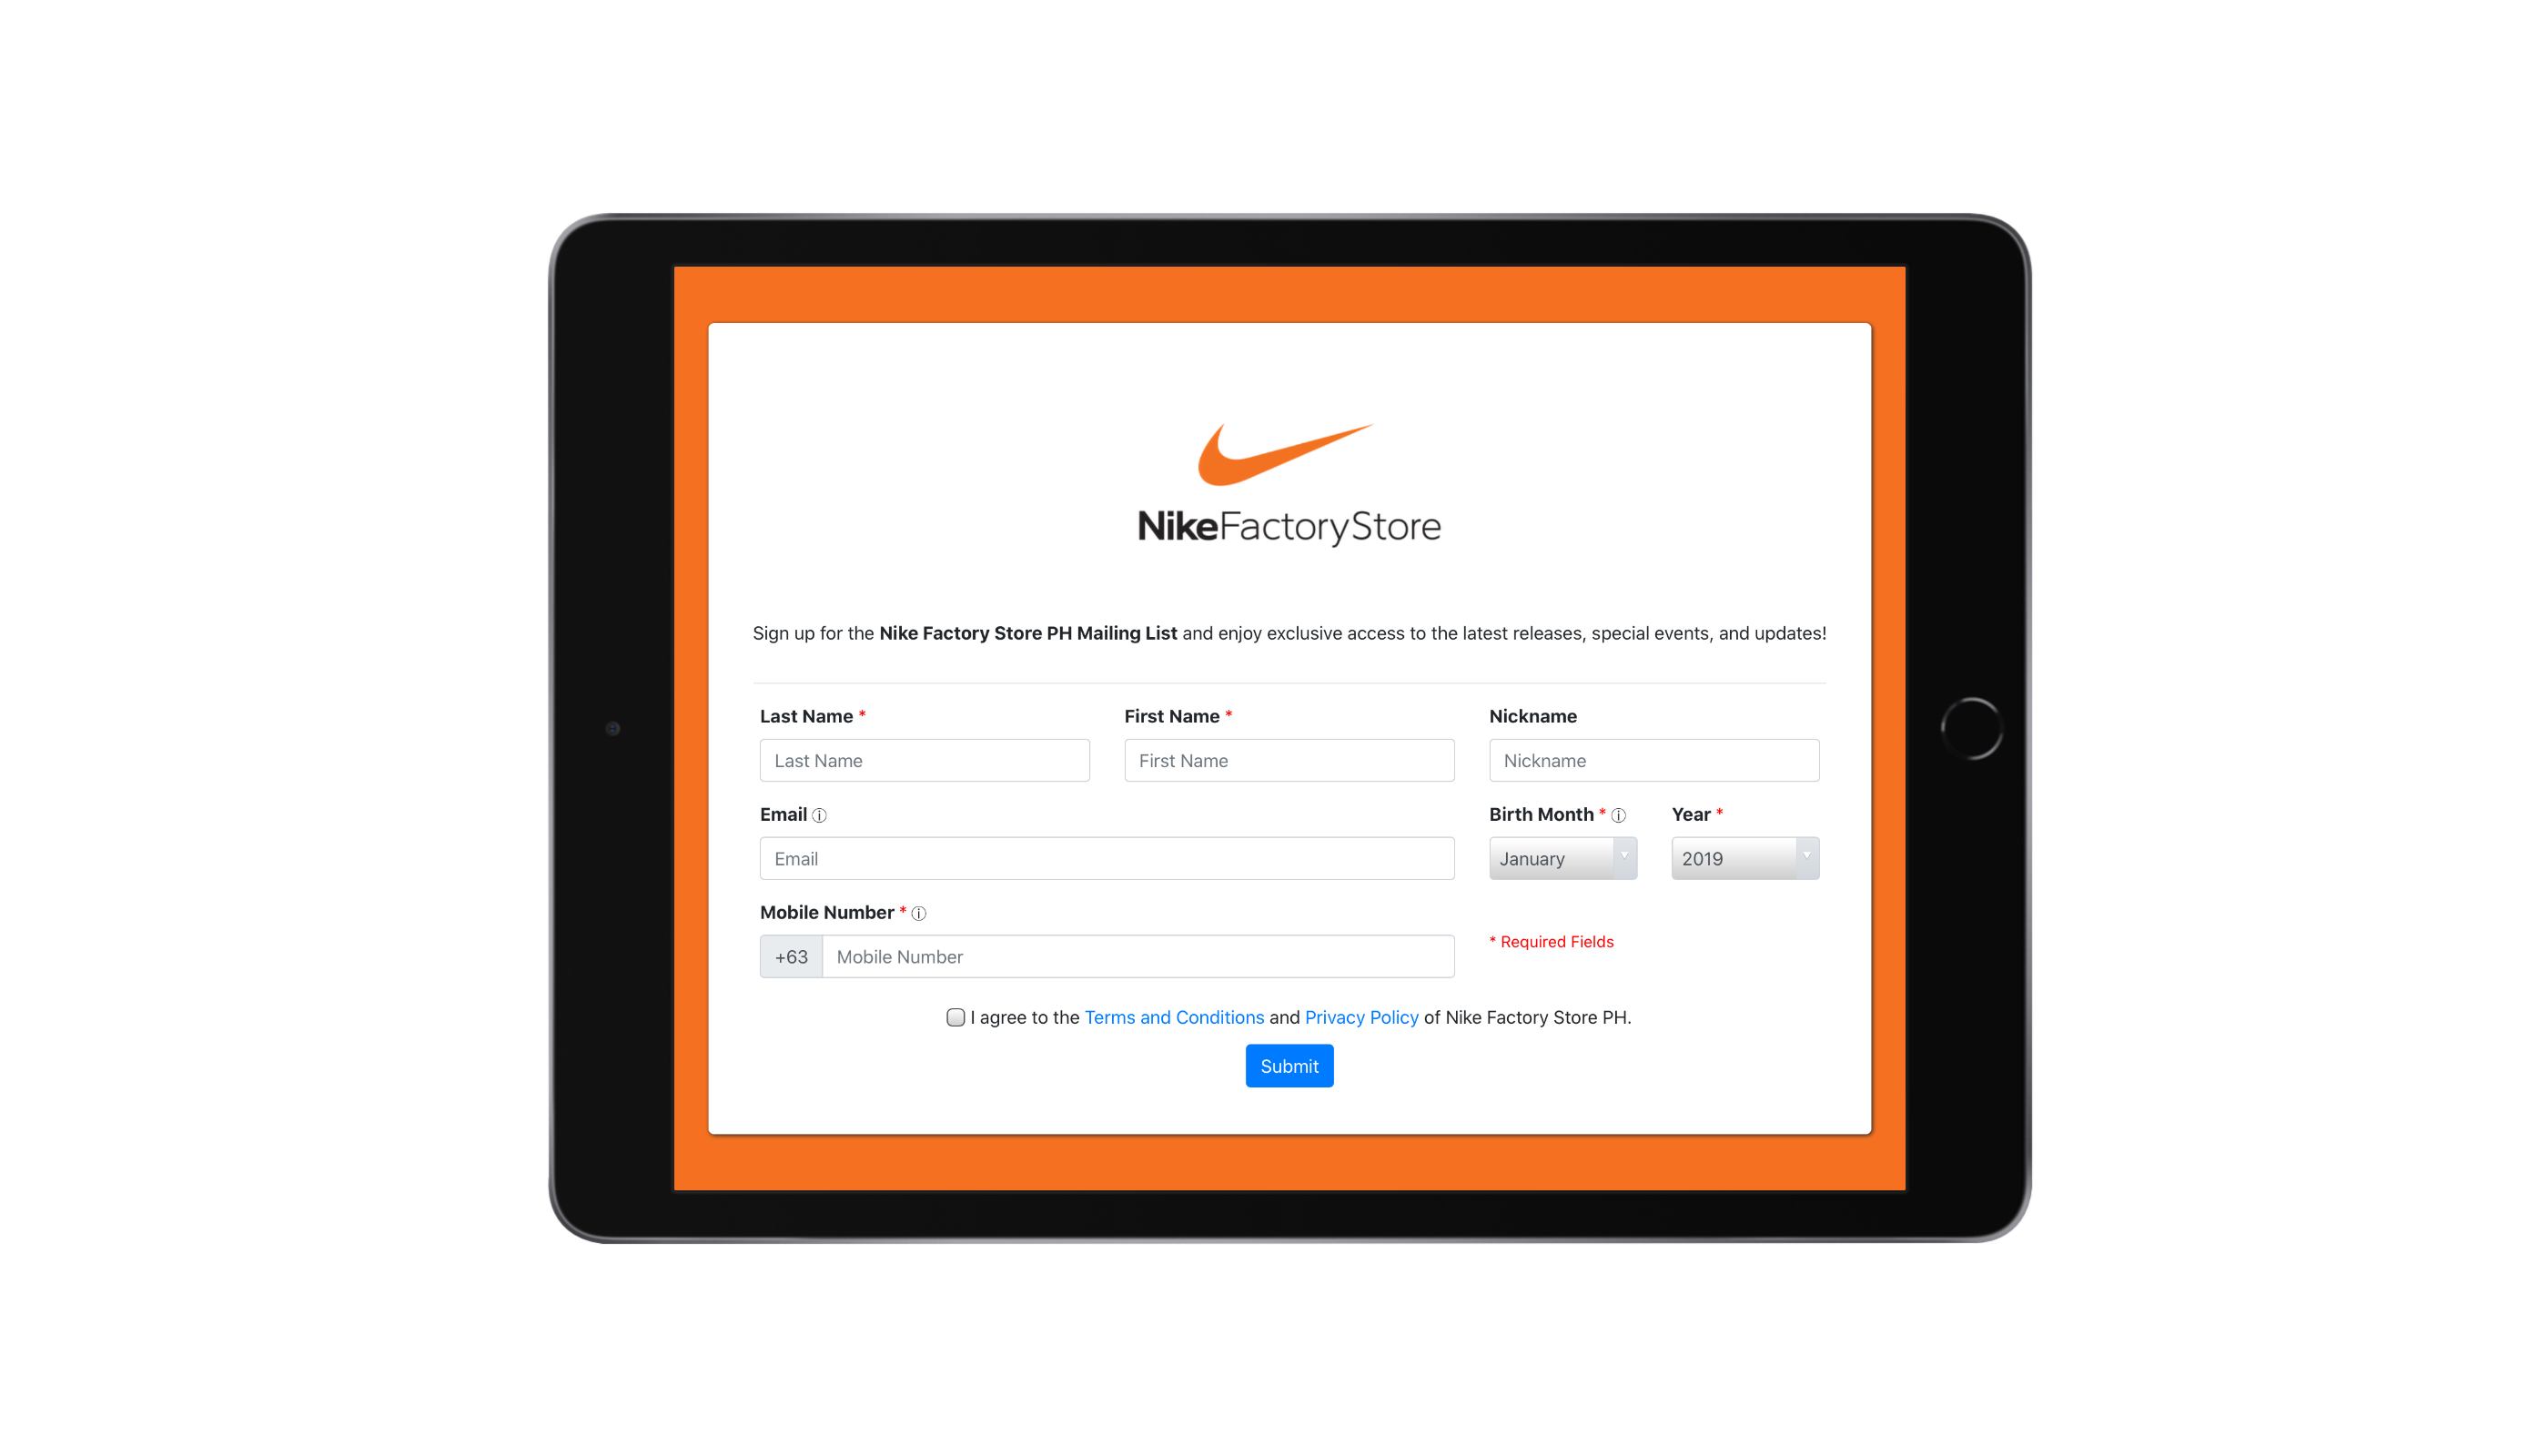 NikeFactoryStore
Sign up for the Nike Factory Store PH Mailing List and enjoy exclusive access to the latest releases, special events, and updates!
Last Name * First Name * Nickname
Last Name First Name Nickname
Email ⓘ Birth Month * ⓘ Year *
Email January 2019
Mobile Number * ⓘ
+63 Mobile Number * Required Fields
I agree to the Terms and Conditions and Privacy Policy of Nike Factory Store PH.
Submit